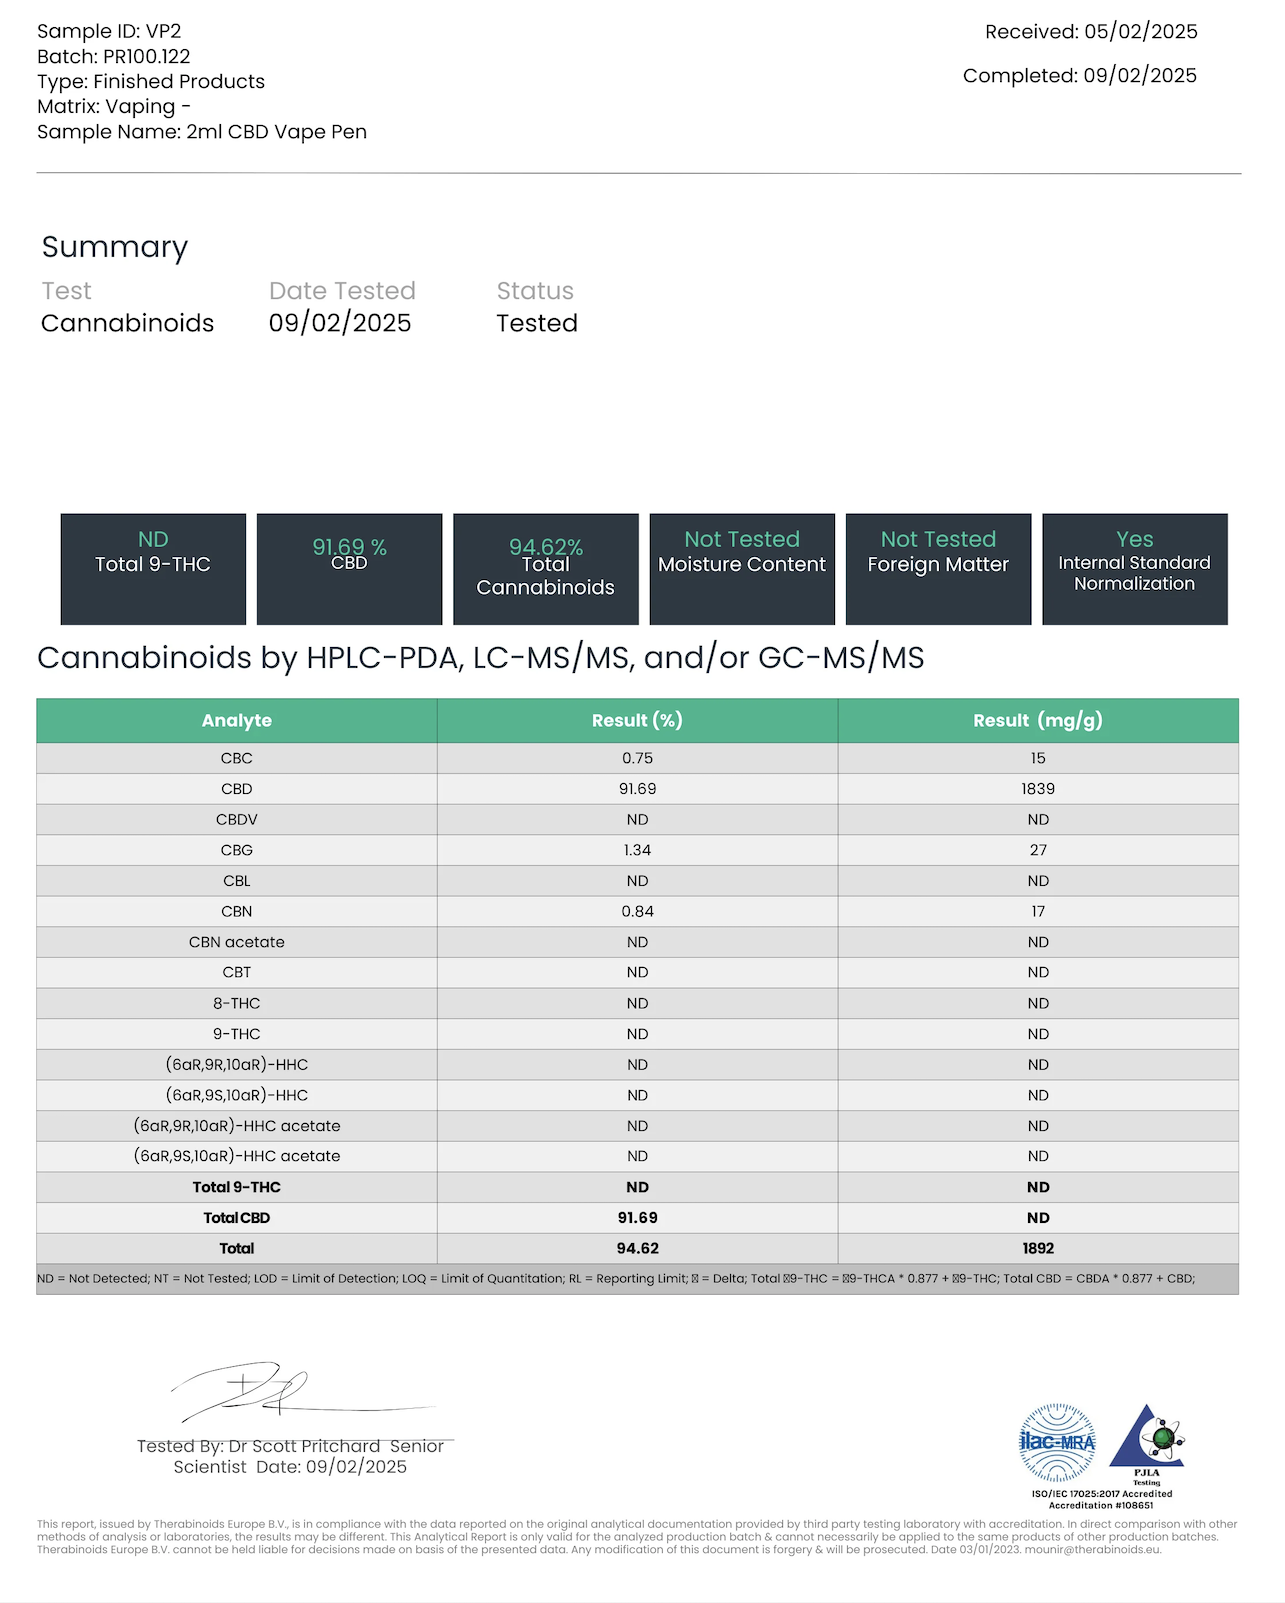 Sample ID: VP2
Batch: PR100.122
Type: Finished Products
Matrix: Vaping -
Sample Name: 2ml CBD Vape Pen
Received: 05/02/2025
Completed: 09/02/2025
Summary
Test Date Tested Status
Cannabinoids 09/02/2025 Tested
ND
Total 9-THC
91.69 %
CBD
94.62%
Total
Cannabinoids
Not Tested
Moisture Content
Not Tested
Foreign Matter
Yes
Internal Standard
Normalization
Cannabinoids by HPLC-PDA, LC-MS/MS, and/or GC-MS/MS
Analyte Result (%) Result (mg/g)
CBC 0.75 15
CBD 91.69 1839
CBDV ND ND
CBG 1.34 27
CBL ND ND
CBN 0.84 17
CBN acetate ND ND
CBT ND ND
8-THC ND ND
9-THC ND ND
(6aR,9R,10aR)-HHC ND ND
(6aR,9S,10aR)-HHC ND ND
(6aR,9R,10aR)-HHC acetate ND ND
(6aR,9S,10aR)-HHC acetate ND ND
Total 9-THC ND ND
Total CBD 91.69 ND
Total 94.62 1892
ND = Not Detected; NT = Not Tested; LOD = Limit of Detection; LOQ = Limit of Quantitation; RL = Reporting Limit; = Delta; Total 9-THC = 9-THCA * 0.877 + 9-THC; Total CBD = CBDA * 0.877 + CBD;
Tested By: Dr Scott Pritchard Senior
Scientist Date: 09/02/2025
ilac-MRA
PJLA
Testing
ISO/IEC 17025:2017 Accredited
Accreditation #108651
This report, issued by Therabinoids Europe B.V., is in compliance with the data reported on the original analytical documentation provided by third party testing laboratory with accreditation. In direct comparison with other
methods of analysis or laboratories, the results may be different. This Analytical Report is only valid for the analyzed production batch & cannot necessarily be applied to the same products of other production batches.
Therabinoids Europe B.V. cannot be held liable for decisions made on basis of the presented data. Any modification of this document is forgery & will be prosecuted. Date 03/01/2023. mounir@therabinoids.eu.